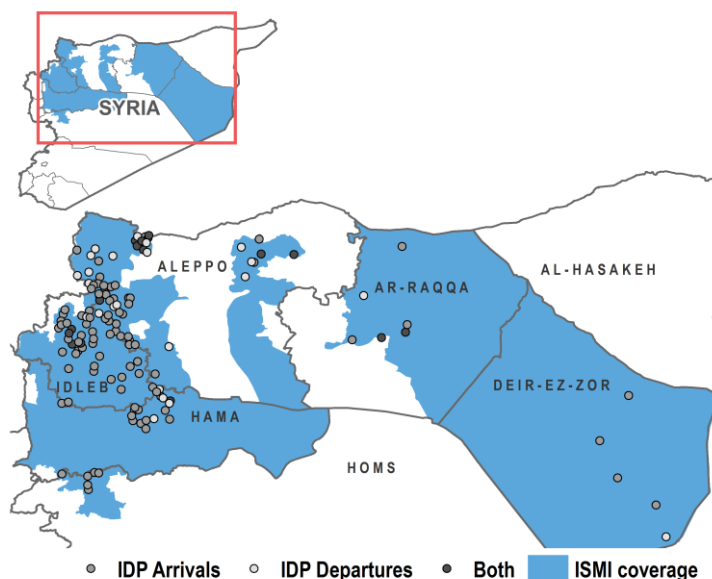 SYRIA
ALEPPO
AL-HASAKEH
AR-RAQQA
DEIR-EZ-ZOR
IDLEB
HAMA
HOMS
IDP Arrivals IDP Departures Both ISMI coverage